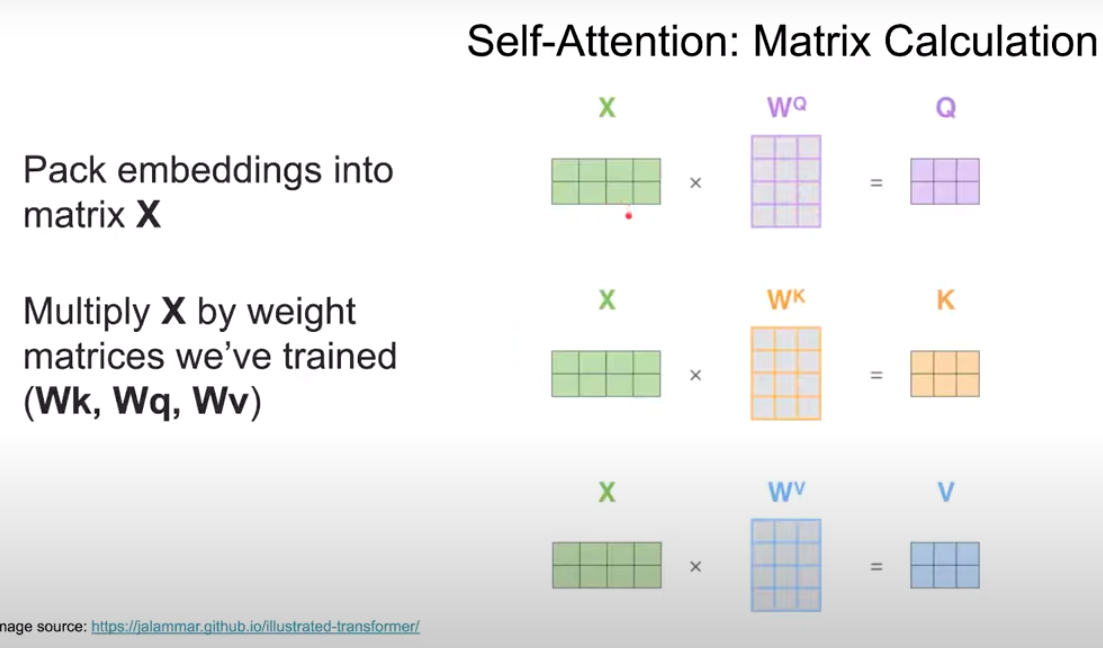 Self-Attention: Matrix Calculation
Pack embeddings into
matrix X
Multiply X by weight
matrices we've trained
(Wk, Wq, Wv)
X × W^Q = Q
X × W^K = K
X × W^V = V
mage source: https://jalammar.github.io/illustrated-transformer/